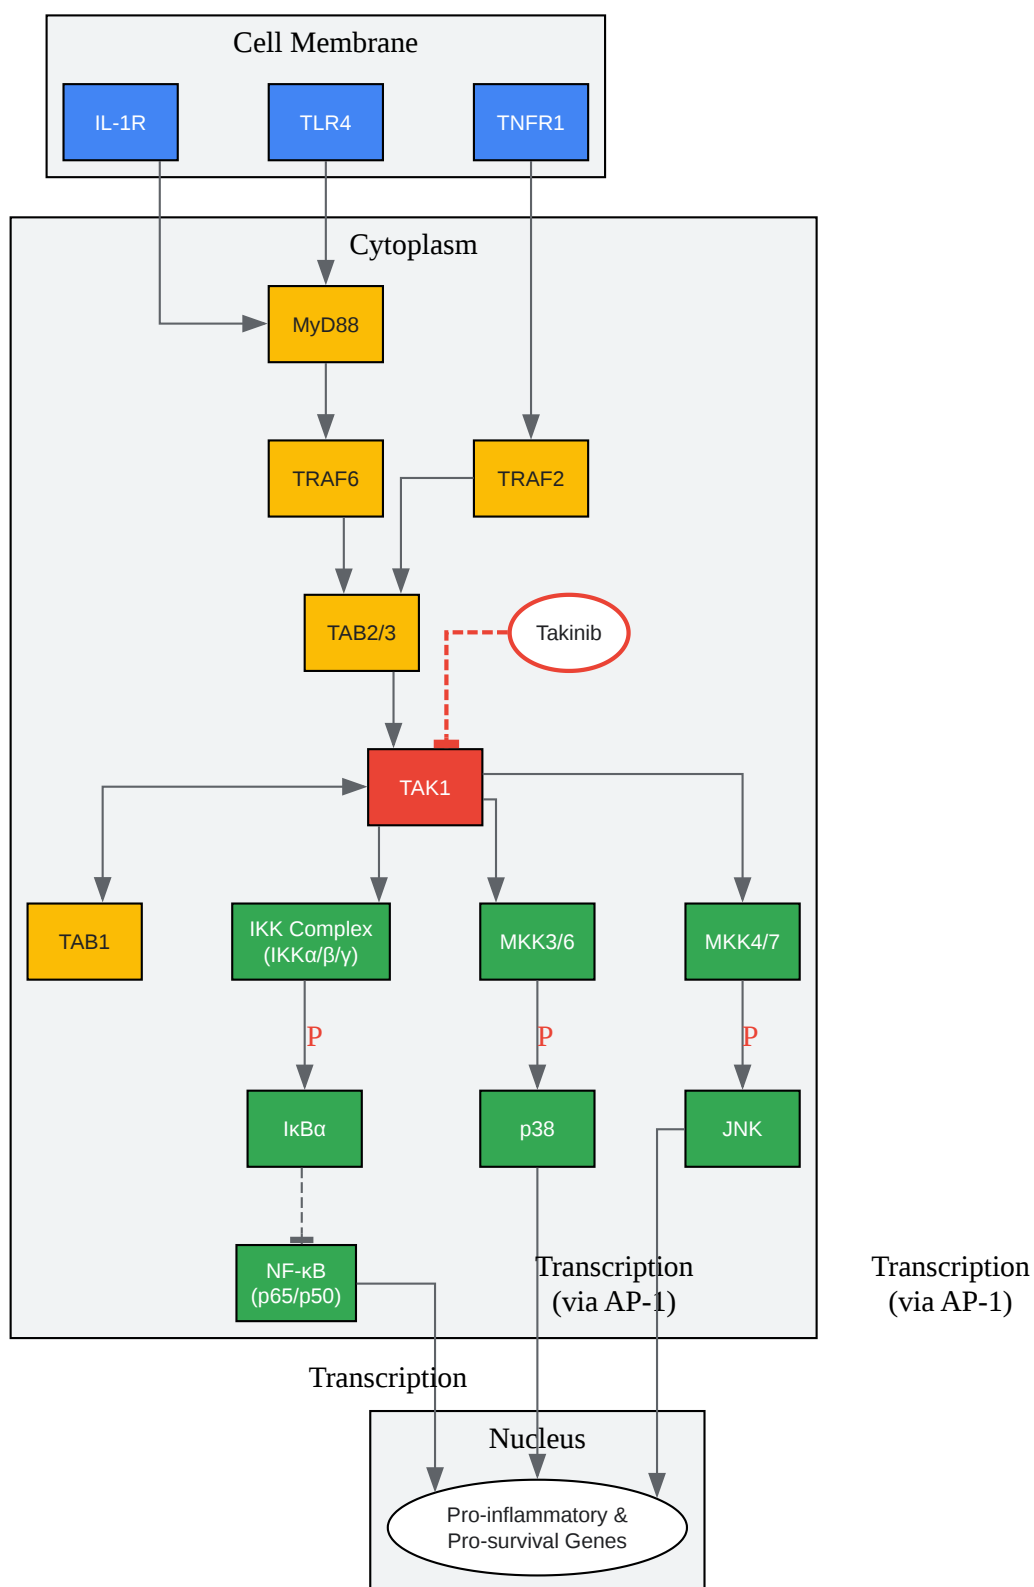 Cell Membrane
IL-1R
TLR4
TNFR1
Cytoplasm
MyD88
TRAF6
TRAF2
TAB2/3
Takinib
TAK1
TAB1
IKK Complex
(IKKα/β/γ)
MKK3/6
MKK4/7
P
P
P
IκBα
p38
JNK
NF-κB
(p65/p50)
Transcription
(via AP-1)
Transcription
(via AP-1)
Transcription
Nucleus
Pro-inflammatory &
Pro-survival Genes